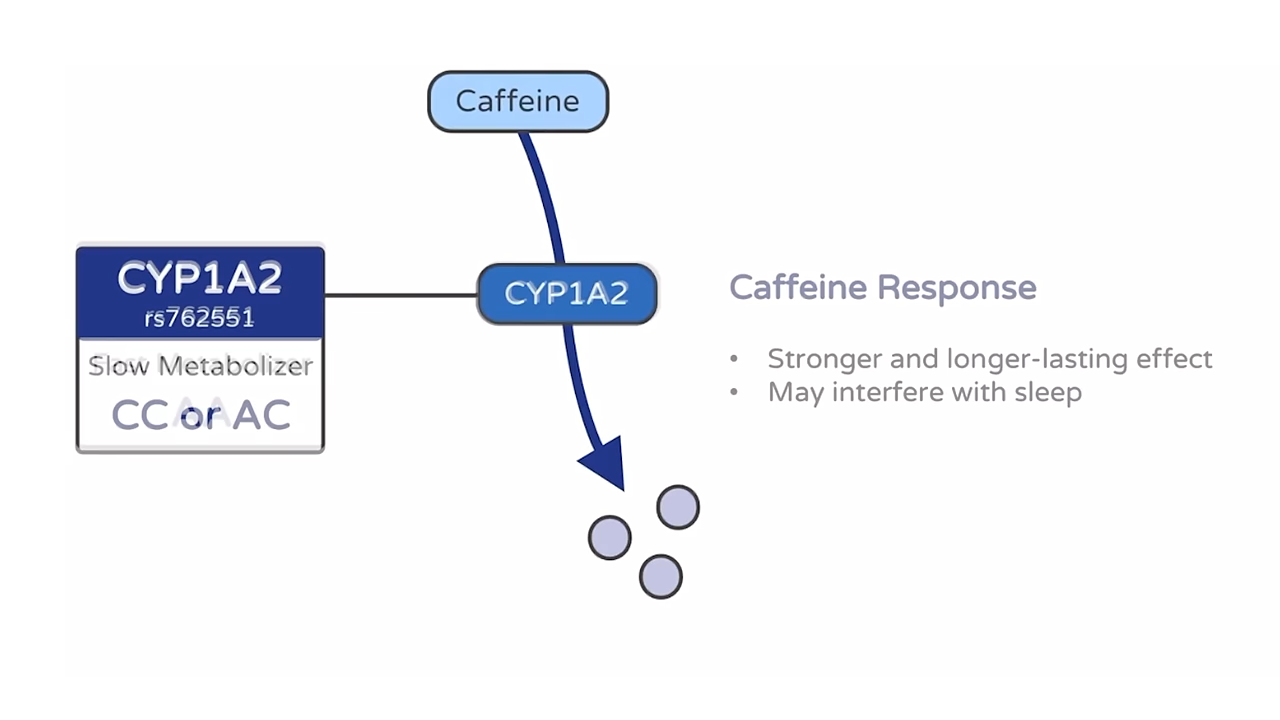 Caffeine
CYP1A2
rs762551
Slow Metabolizer
CC or AC
CYP1A2
Caffeine Response
• Stronger and longer-lasting effect
• May interfere with sleep